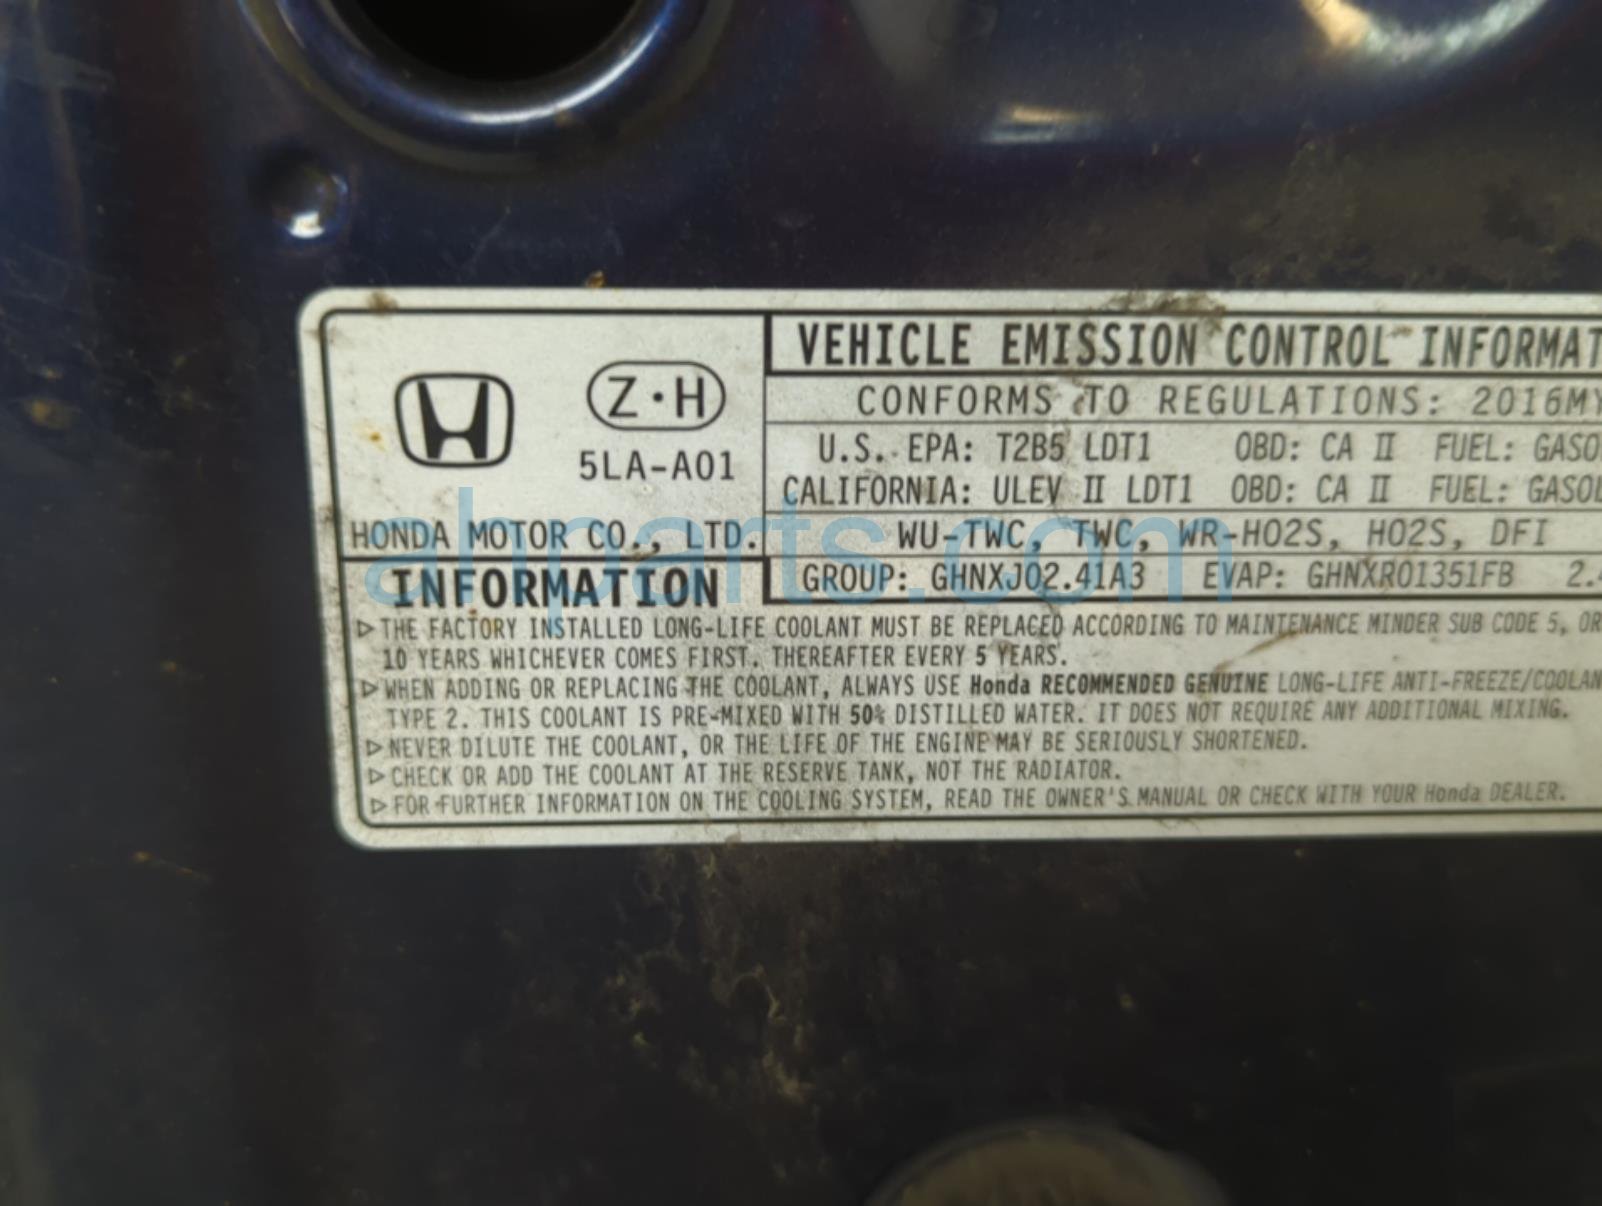 VEHICLE EMISSION CONTROL INFORMAT
CONFORMS TO REGULATIONS: 2016MY
Z·H
5LA-A01
U.S. EPA: T2B5 LDT1 OBD: CA II FUEL: GASO
CALIFORNIA: ULEV II LDT1 OBD: CA II FUEL: GASOL
HONDA MOTOR CO., LTD.
WU-TWC, TWC, WR-HO2S, HO2S, DFI
ahparts.com
INFORMATION
GROUP: GHNXJ02.41A3 EVAP: GHNXR01351FB 2.4
▷THE FACTORY INSTALLED LONG-LIFE COOLANT MUST BE REPLACED ACCORDING TO MAINTENANCE MINDER SUB CODE 5, OR
10 YEARS WHICHEVER COMES FIRST. THEREAFTER EVERY 5 YEARS.
▷WHEN ADDING OR REPLACING THE COOLANT, ALWAYS USE Honda RECOMMENDED GENUINE LONG-LIFE ANTI-FREEZE/COOLAN
TYPE 2. THIS COOLANT IS PRE-MIXED WITH 50% DISTILLED WATER. IT DOES NOT REQUIRE ANY ADDITIONAL MIXING.
▷NEVER DILUTE THE COOLANT, OR THE LIFE OF THE ENGINE MAY BE SERIOUSLY SHORTENED.
▷CHECK OR ADD THE COOLANT AT THE RESERVE TANK, NOT THE RADIATOR.
▷FOR FURTHER INFORMATION ON THE COOLING SYSTEM, READ THE OWNER'S MANUAL OR CHECK WITH YOUR Honda DEALER.